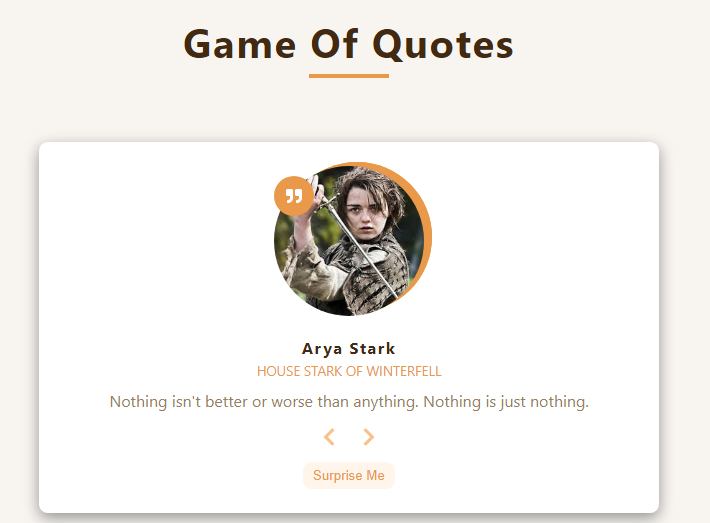 Game Of Quotes
Arya Stark
HOUSE STARK OF WINTERFELL
Nothing isn't better or worse than anything. Nothing is just nothing.
Surprise Me